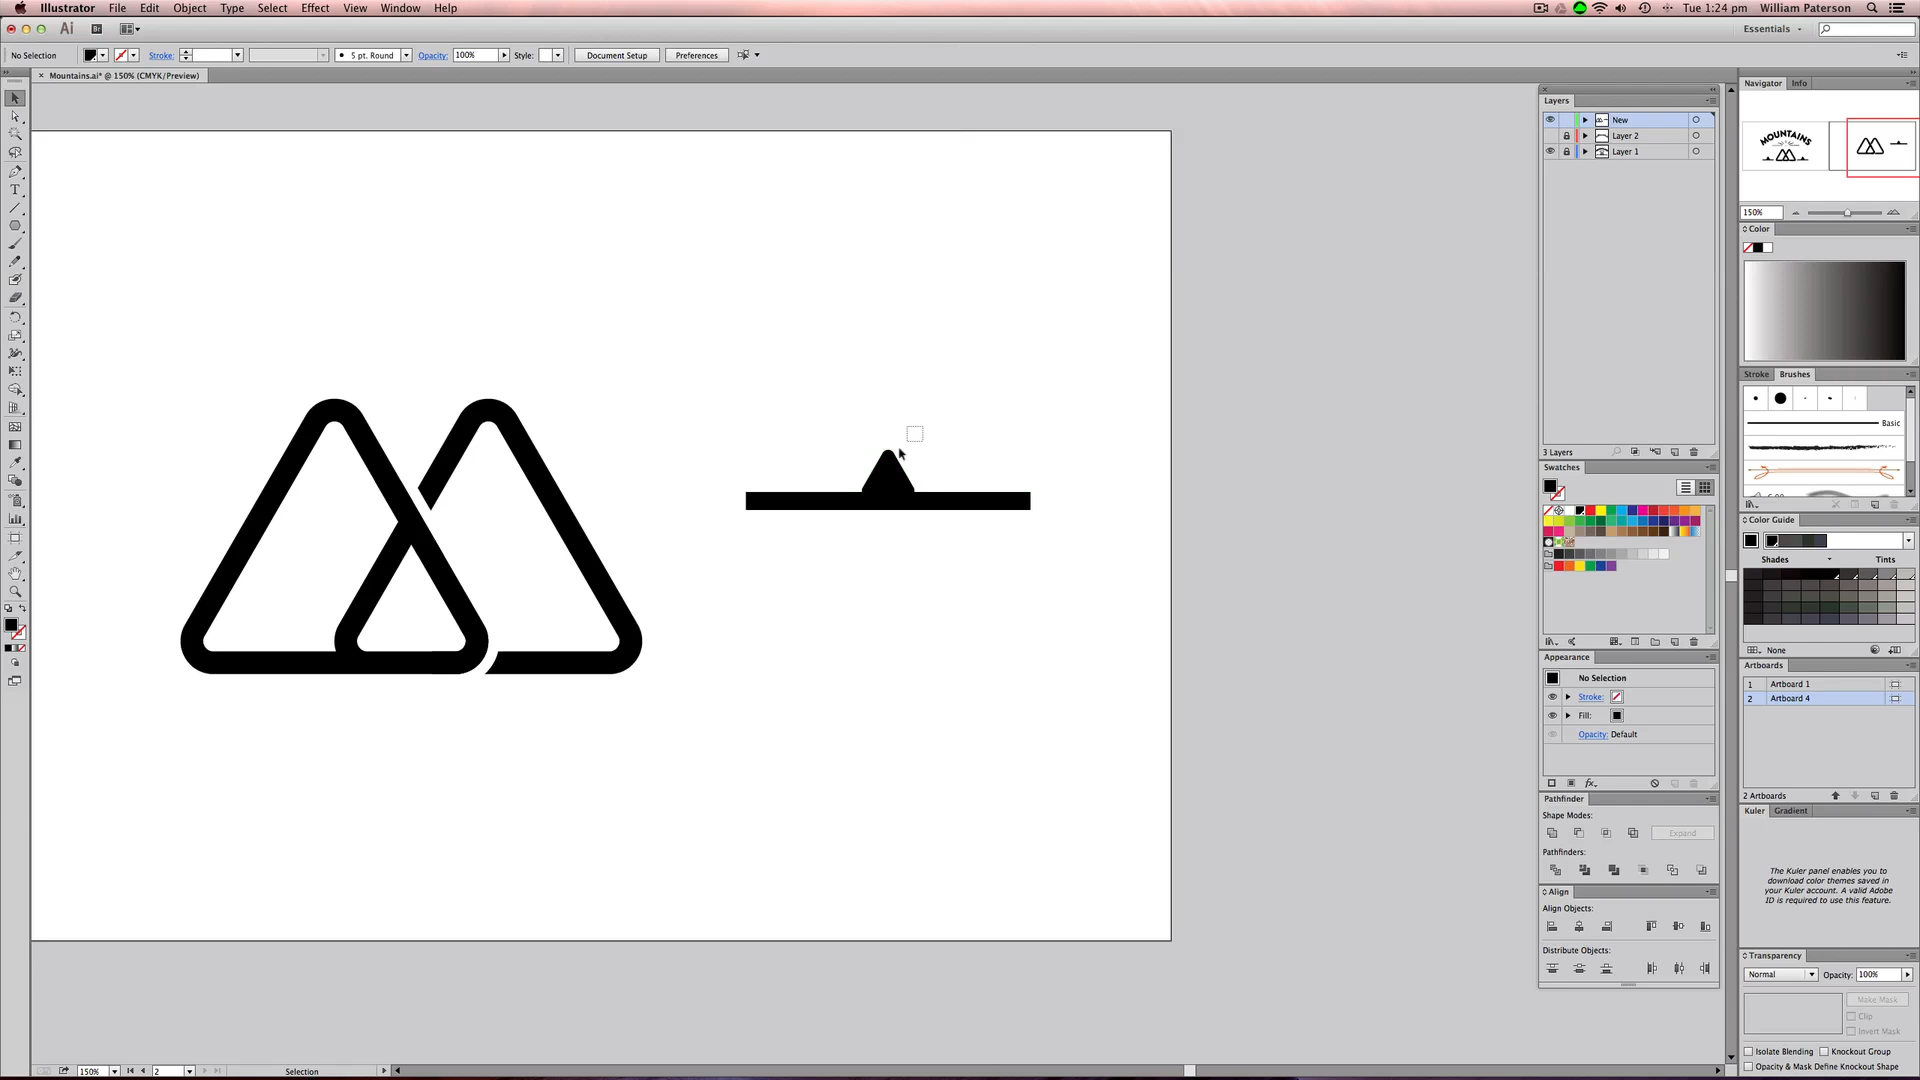 Illustrator File Edit Object Type Select Effect View Window Help Tue 1:24 pm William Paterson
Ai Br Essentials
No Selection Stroke: 5 pt. Round Opacity: 100% Style: Document Setup Preferences
Mountains.ai* @ 150% (CMYK/Preview)
Layers
New
Layer 2
Layer 1
3 Layers
Swatches
Appearance
No Selection
Stroke:
Fill:
Opacity: Default
fx
Pathfinder
Shape Modes:
Expand
Pathfinders:
Align
Align Objects:
Distribute Objects:
Navigator Info
MOUNTAINS
150%
Color
Stroke Brushes
Basic
Color Guide
Shades Tints
None
Artboards
1 Artboard 1
2 Artboard 4
2 Artboards
Kuler Gradient
The Kuler panel enables you to
download color themes saved in
your Kuler account. A valid Adobe
ID is required to use this feature.
Transparency
Normal Opacity: 100%
Make Mask
Clip
Invert Mask
Isolate Blending Knockout Group
Opacity & Mask Define Knockout Shape
150% 2 Selection